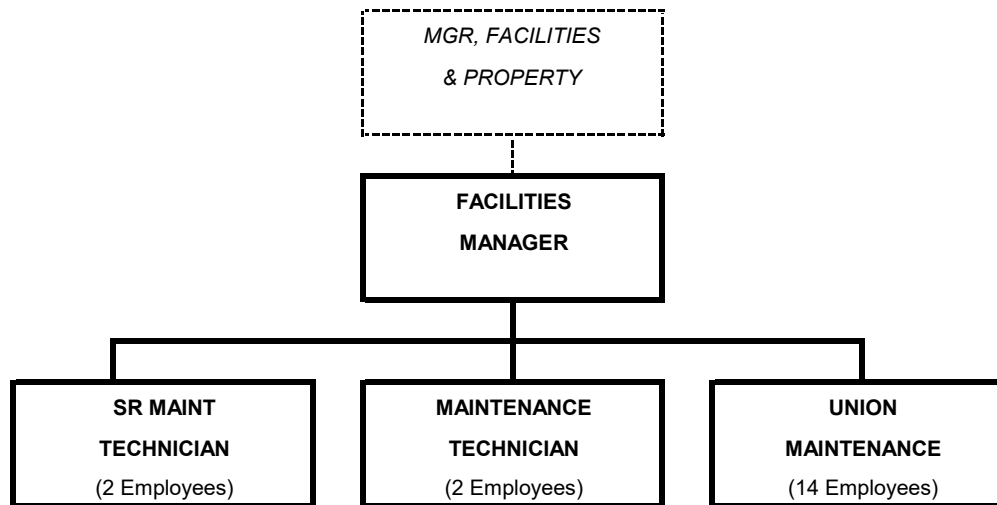 MGR, FACILITIES
& PROPERTY
FACILITIES
MANAGER
SR MAINT
TECHNICIAN
(2 Employees)
MAINTENANCE
TECHNICIAN
(2 Employees)
UNION
MAINTENANCE
(14 Employees)